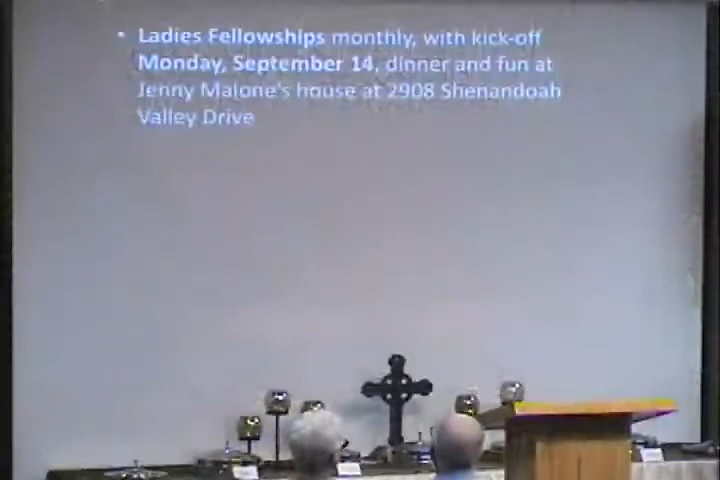 • Ladies Fellowships monthly, with kick-off
Monday, September 14, dinner and fun at
Jenny Malone's house at 2908 Shenandoah
Valley Drive